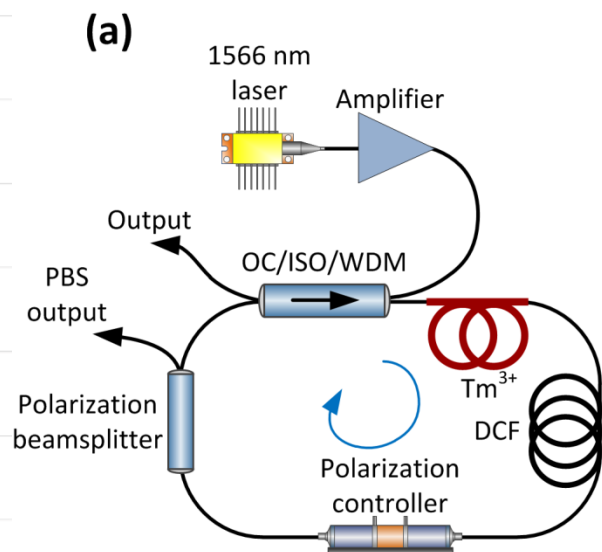 (a)
1566 nm
laser
Amplifier
Output
OC/ISO/WDM
PBS
output
Tm³⁺
Polarization
beamsplitter
DCF
Polarization
controller